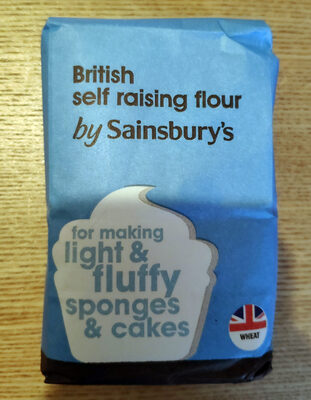 British
self raising flour
by Sainsbury's
for making
light &
fluffy
sponges
& cakes
WHEAT